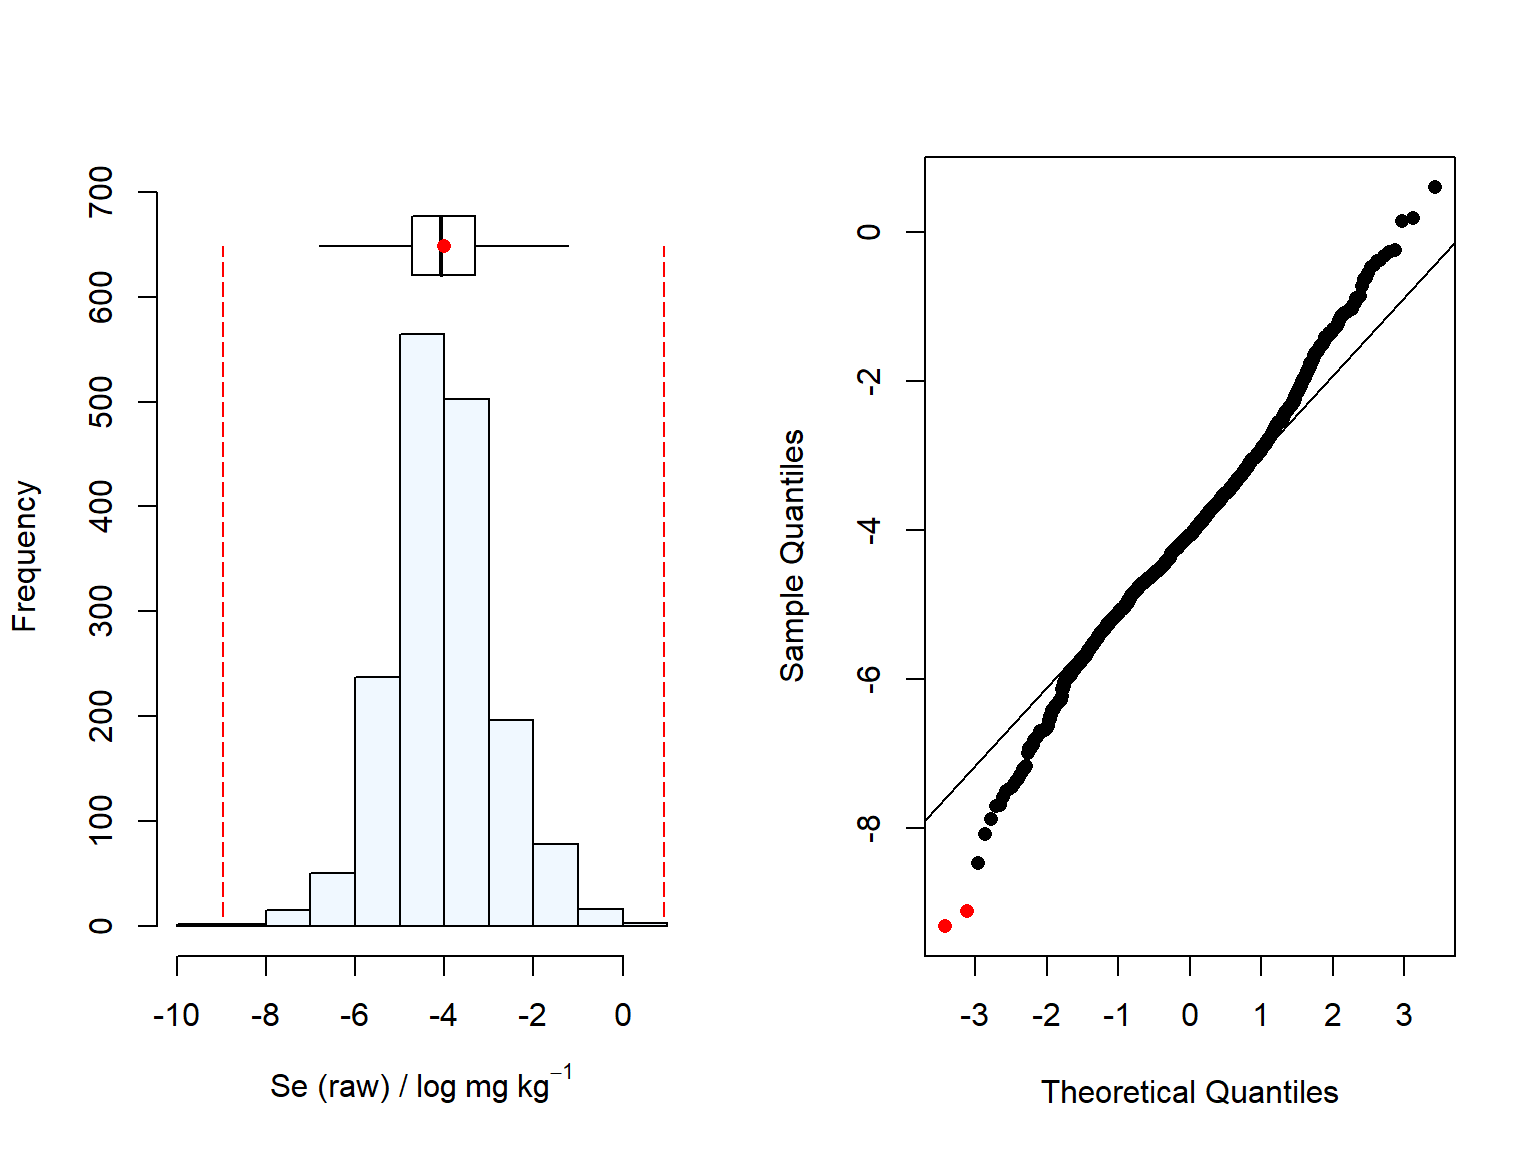 700
600
500
400
300
200
100
0
Frequency
-10 -8 -6 -4 -2 0
Se (raw) / log mg kg⁻¹
0
-2
-4
-6
-8
Sample Quantiles
-3 -2 -1 0 1 2 3
Theoretical Quantiles